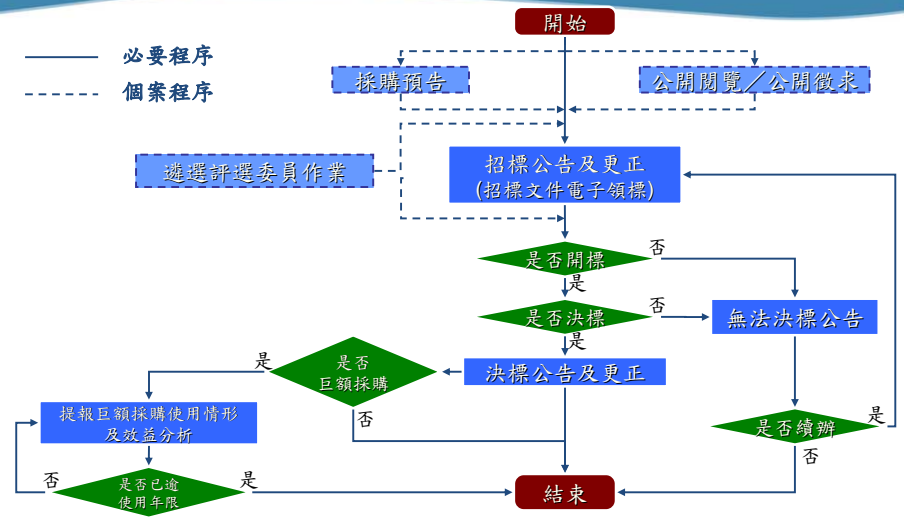 開始
必要程序
個案程序
採購預告
公開閱覽／公開徵求
遴選評選委員作業
招標公告及更正
(招標文件電子領標)
是否開標
否
是
是否決標
否
無法決標公告
是
決標公告及更正
是否
巨額採購
是
否
提報巨額採購使用情形
及效益分析
是否續辦
是
否
是否已逾
使用年限
否
是
結束